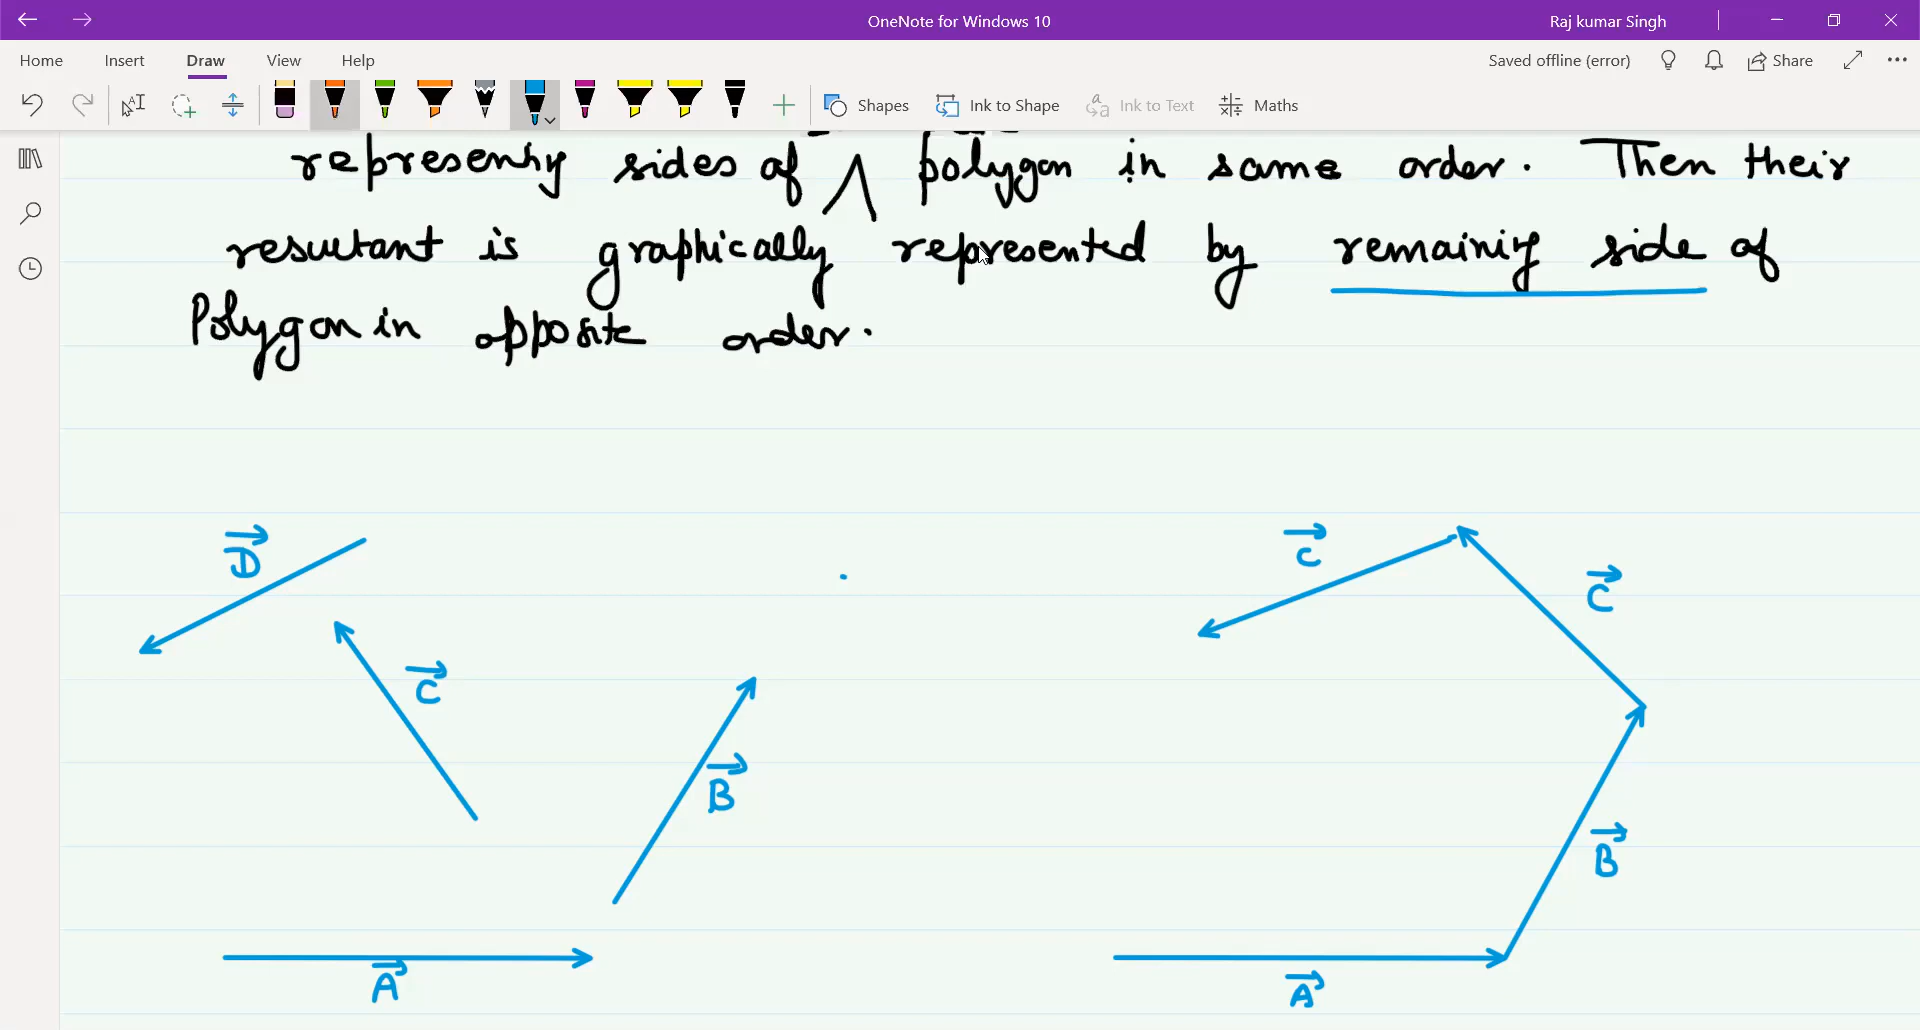 OneNote for Windows 10
Raj kumar Singh
Home Insert Draw View Help
Saved offline (error) Share
Shapes Ink to Shape Ink to Text Maths
representing sides of polygon in same order. Then their
resultant is graphically represented by remaining side of
Polygon in opposite order.
D
C
B
A
C
C
B
A